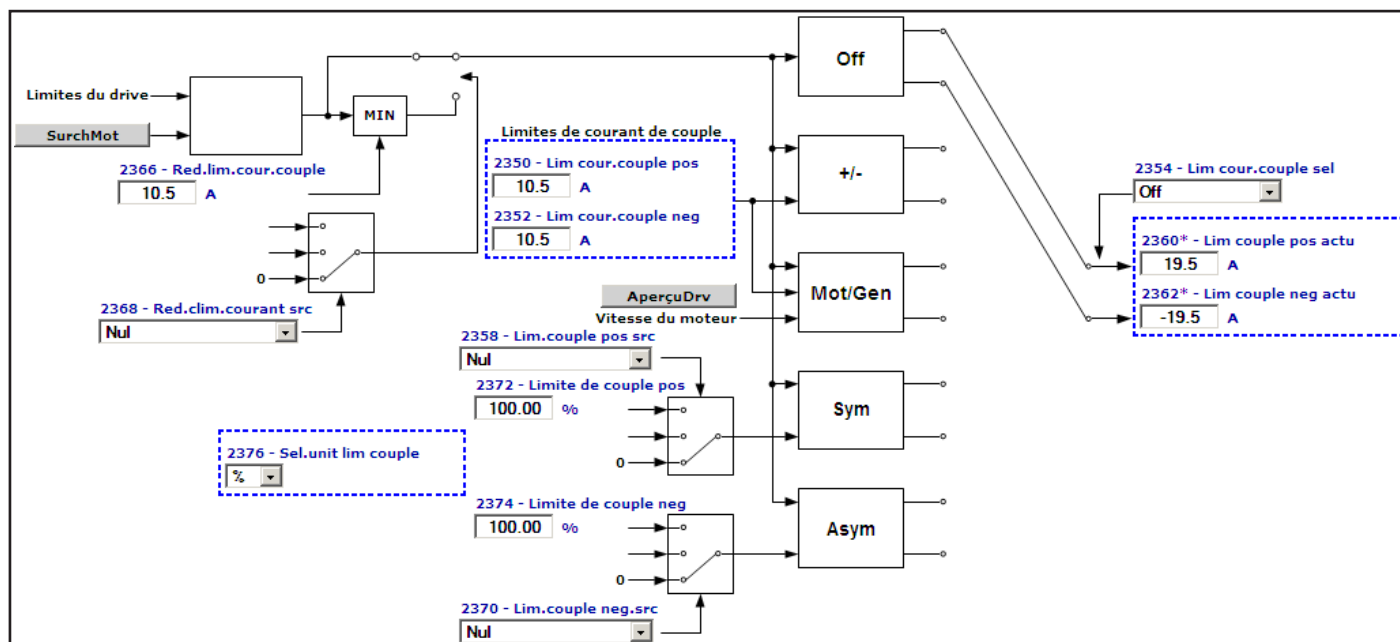 Off
Limites du drive
MIN
SurchMot
Limites de courant de couple
2366 - Red.lim.cour.couple
10.5 A
2350 - Lim cour.couple pos
10.5 A
+/-
2354 - Lim cour.couple sel
Off
2352 - Lim cour.couple neg
10.5 A
2360* - Lim couple pos actu
19.5 A
0
AperçuDrv
Mot/Gen
2362* - Lim couple neg actu
-19.5 A
2368 - Red.clim.courant src
Nul
Vitesse du moteur
2358 - Lim.couple pos src
Nul
2372 - Limite de couple pos
100.00 %
Sym
2376 - Sel.unit lim couple
%
0
2374 - Limite de couple neg
100.00 %
Asym
0
2370 - Lim.couple neg.src
Nul